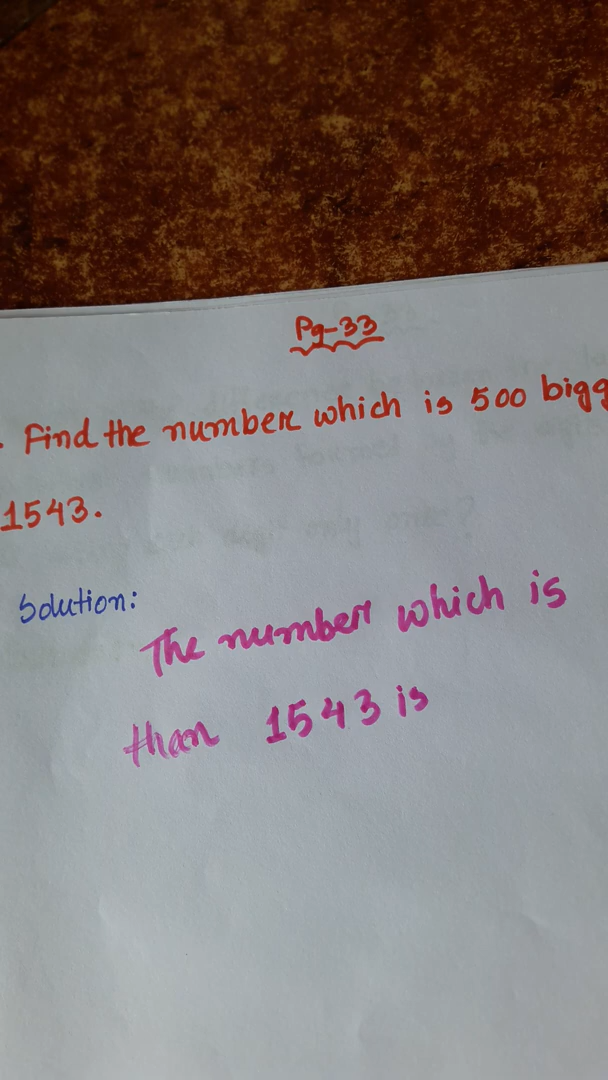 Pg-33
. Find the number which is 500 bigg
1543.
Solution:
The number which is
than 1543 is